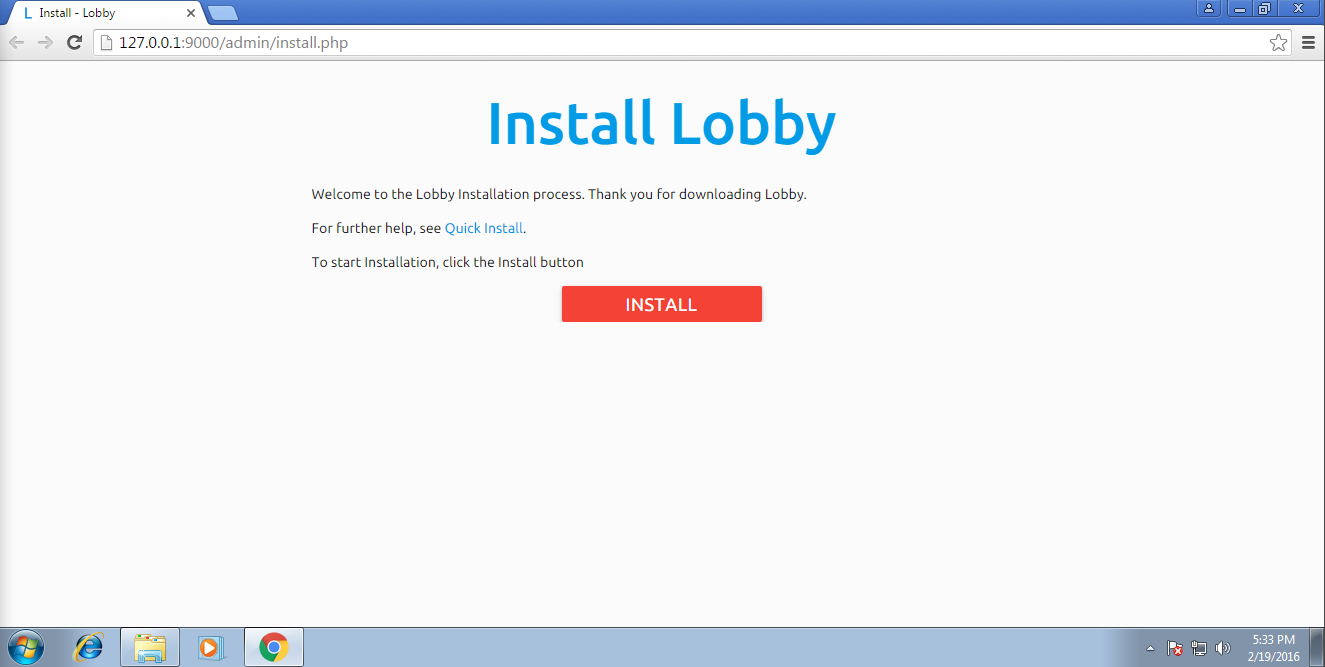 L Install - Lobby
127.0.0.1:9000/admin/install.php
Install Lobby
Welcome to the Lobby Installation process. Thank you for downloading Lobby.
For further help, see Quick Install.
To start Installation, click the Install button
INSTALL
5:33 PM
2/19/2016